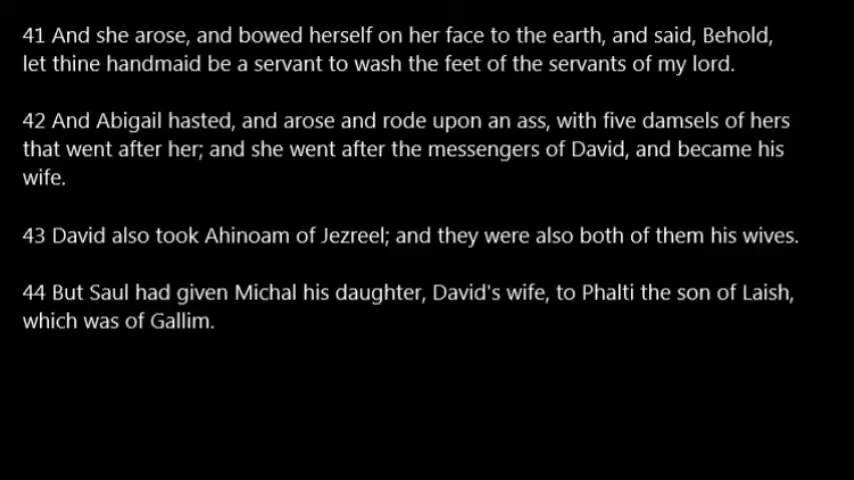 41 And she arose, and bowed herself on her face to the earth, and said, Behold,
let thine handmaid be a servant to wash the feet of the servants of my lord.
42 And Abigail hasted, and arose and rode upon an ass, with five damsels of hers
that went after her; and she went after the messengers of David, and became his
wife.
43 David also took Ahinoam of Jezreel; and they were also both of them his wives.
44 But Saul had given Michal his daughter, David's wife, to Phalti the son of Laish,
which was of Gallim.